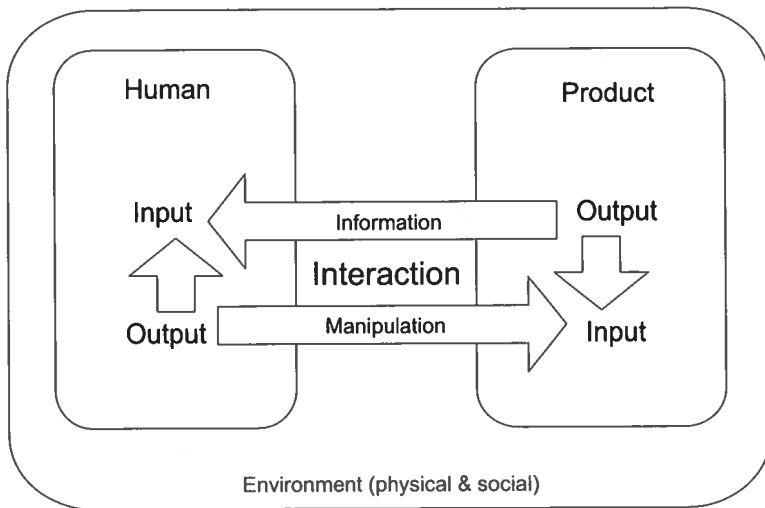 Human
Product
Input
Information
Output
Interaction
Output
Manipulation
Input
Environment (physical & social)